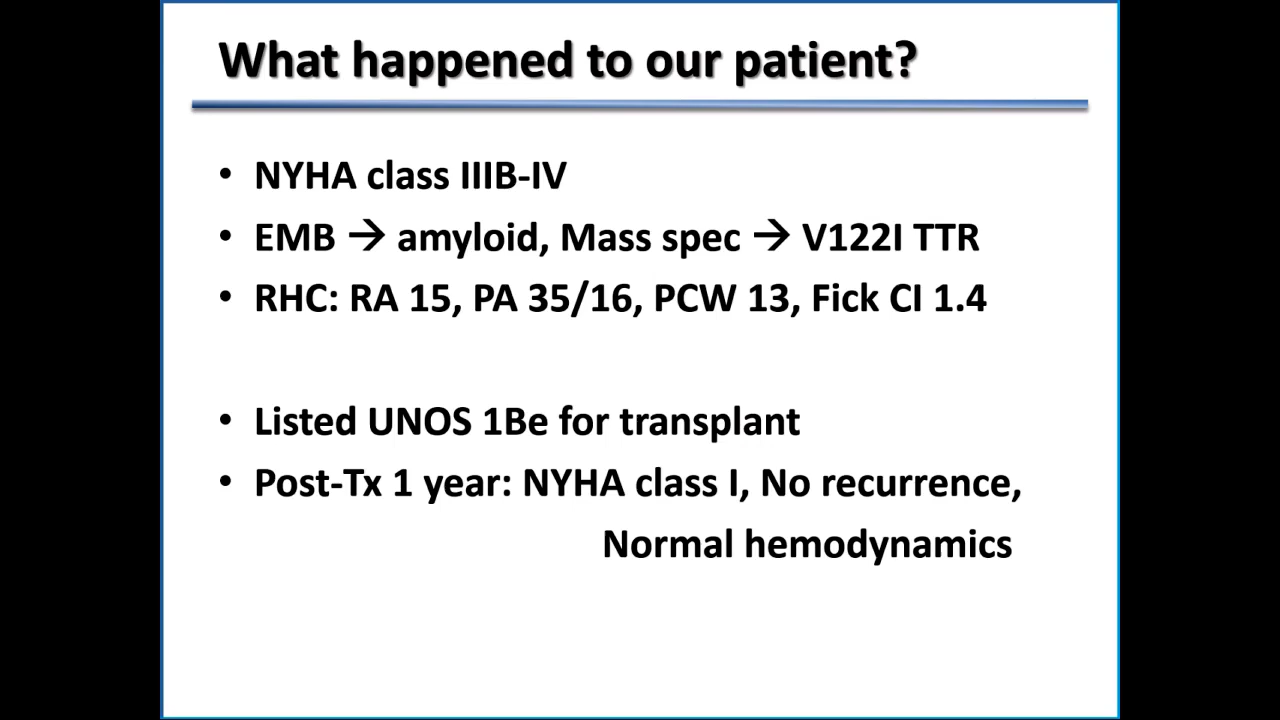 What happened to our patient?
• NYHA class IIIB-IV
• EMB → amyloid, Mass spec → V122I TTR
• RHC: RA 15, PA 35/16, PCW 13, Fick CI 1.4
• Listed UNOS 1Be for transplant
• Post-Tx 1 year: NYHA class I, No recurrence,
Normal hemodynamics